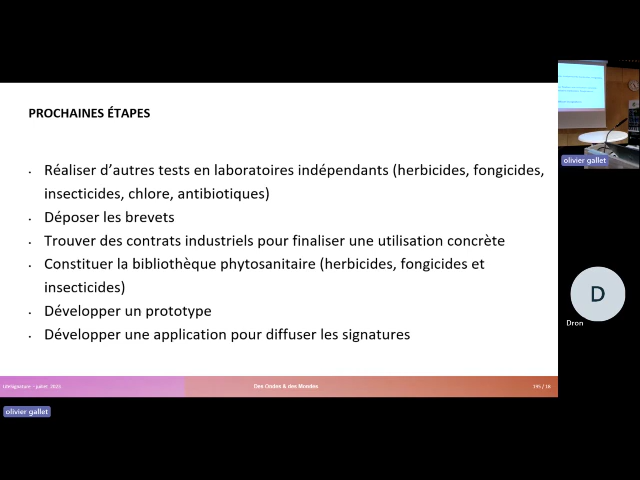 PROCHAINES ÉTAPES
• Réaliser d'autres tests en laboratoires indépendants (herbicides, fongicides,
insecticides, chlore, antibiotiques)
• Déposer les brevets
• Trouver des contrats industriels pour finaliser une utilisation concrète
• Constituer la bibliothèque phytosanitaire (herbicides, fongicides et
insecticides)
• Développer un prototype
• Développer une application pour diffuser les signatures
Des Ondes & des Mondes
olivier gallet
olivier gallet
D
Dron